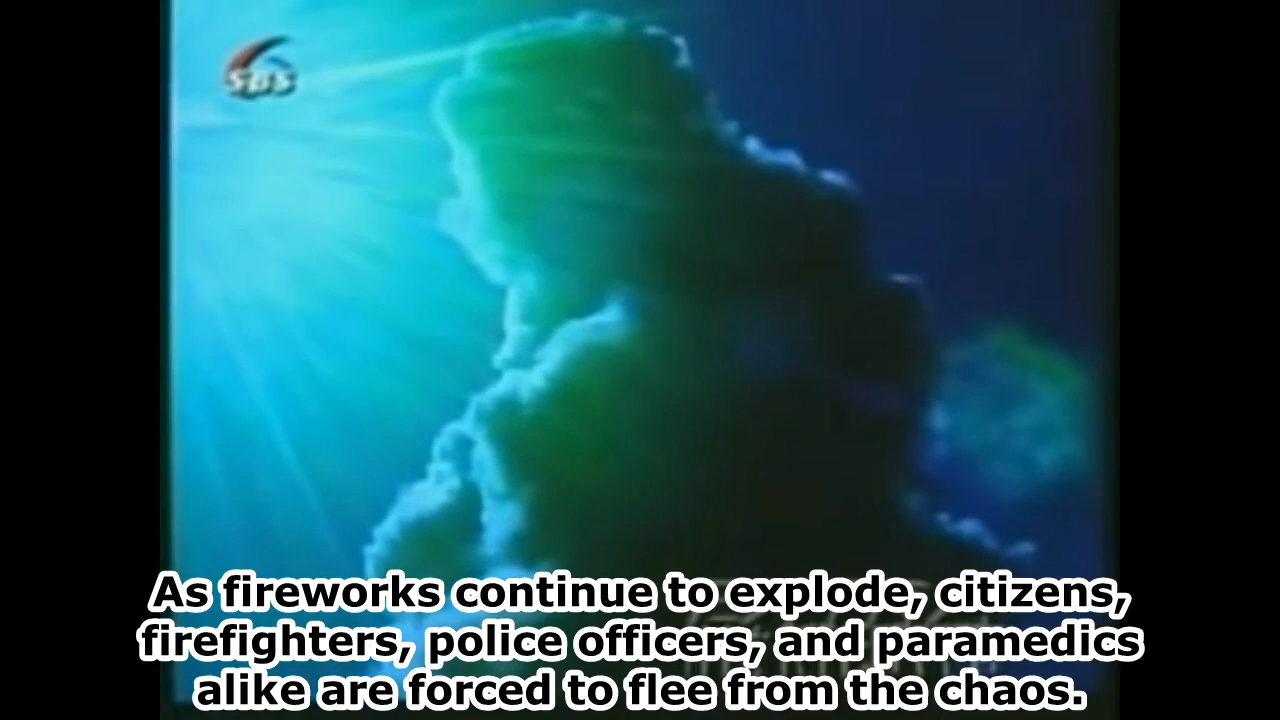 SBS
As fireworks continue to explode, citizens,
firefighters, police officers, and paramedics
alike are forced to flee from the chaos.